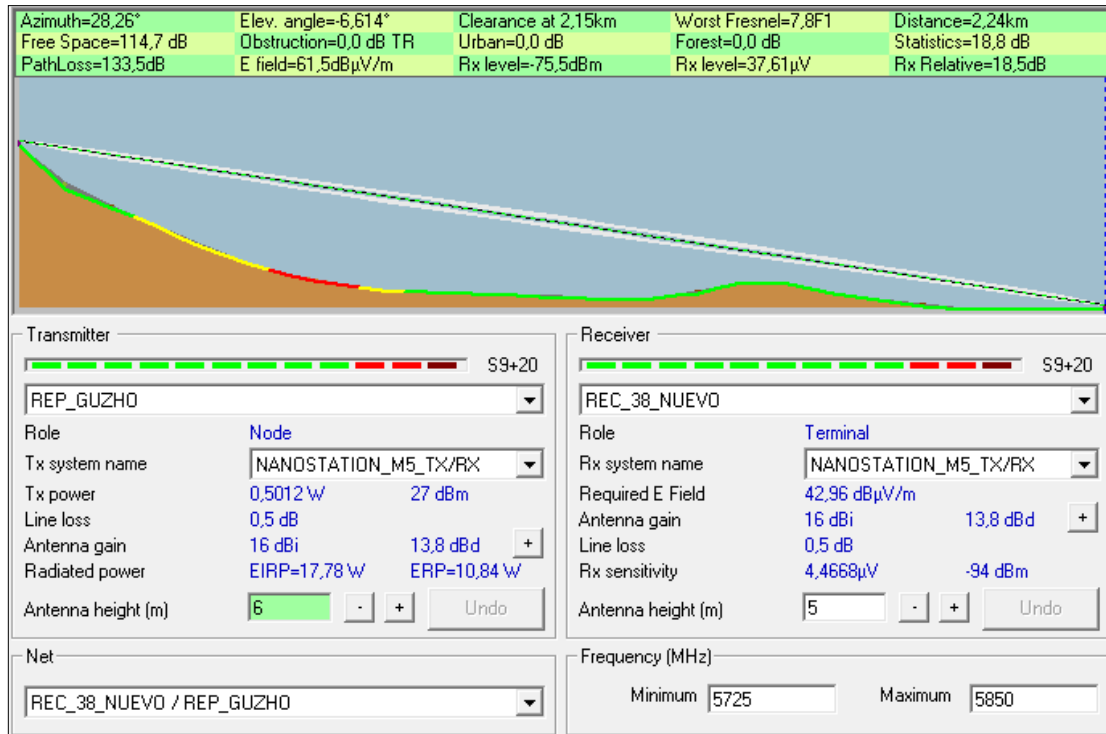 Azimuth=28,26° Elev. angle=-6,614° Clearance at 2,15km Worst Fresnel=7,8F1 Distance=2,24km
Free Space=114,7 dB Obstruction=0,0 dB TR Urban=0,0 dB Forest=0,0 dB Statistics=18,8 dB
PathLoss=133,5dB E field=61,5dBµV/m Rx level=-75,5dBm Rx level=37,61µV Rx Relative=18,5dB
Transmitter
S9+20
REP_GUZHO
Role Node
Tx system name NANOSTATION_M5_TX/RX
Tx power 0,5012 W 27 dBm
Line loss 0,5 dB
Antenna gain 16 dBi 13,8 dBd +
Radiated power EIRP=17,78 W ERP=10,84 W
Antenna height (m) 6 - + Undo
Receiver
S9+20
REC_38_NUEVO
Role Terminal
Rx system name NANOSTATION_M5_TX/RX
Required E Field 42,96 dBµV/m
Antenna gain 16 dBi 13,8 dBd +
Line loss 0,5 dB
Rx sensitivity 4,4668µV -94 dBm
Antenna height (m) 5 - + Undo
Net
REC_38_NUEVO / REP_GUZHO
Frequency (MHz)
Minimum 5725 Maximum 5850